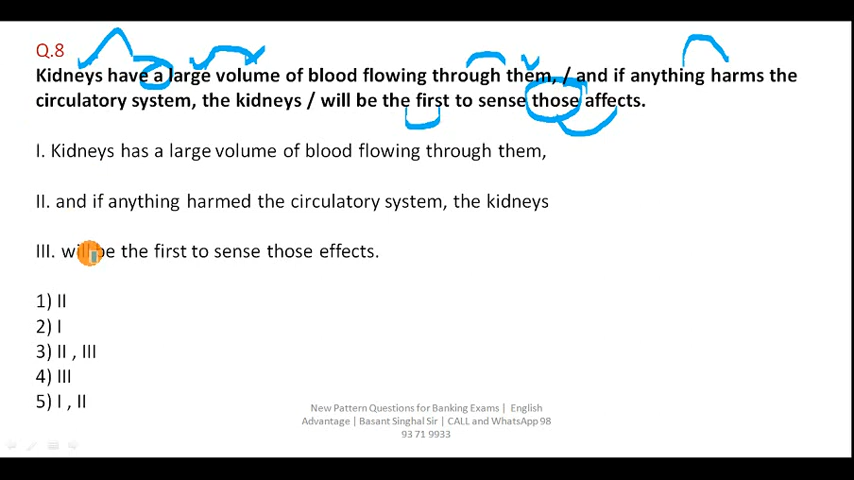 Q.8
Kidneys have a large volume of blood flowing through them, / and if anything harms the
circulatory system, the kidneys / will be the first to sense those affects.
I. Kidneys has a large volume of blood flowing through them,
II. and if anything harmed the circulatory system, the kidneys
III. will be the first to sense those effects.
1) II
2) I
3) II , III
4) III
5) I , II
New Pattern Questions for Banking Exams | English
Advantage | Basant Singhal Sir | CALL and WhatsApp 98
93 71 9933